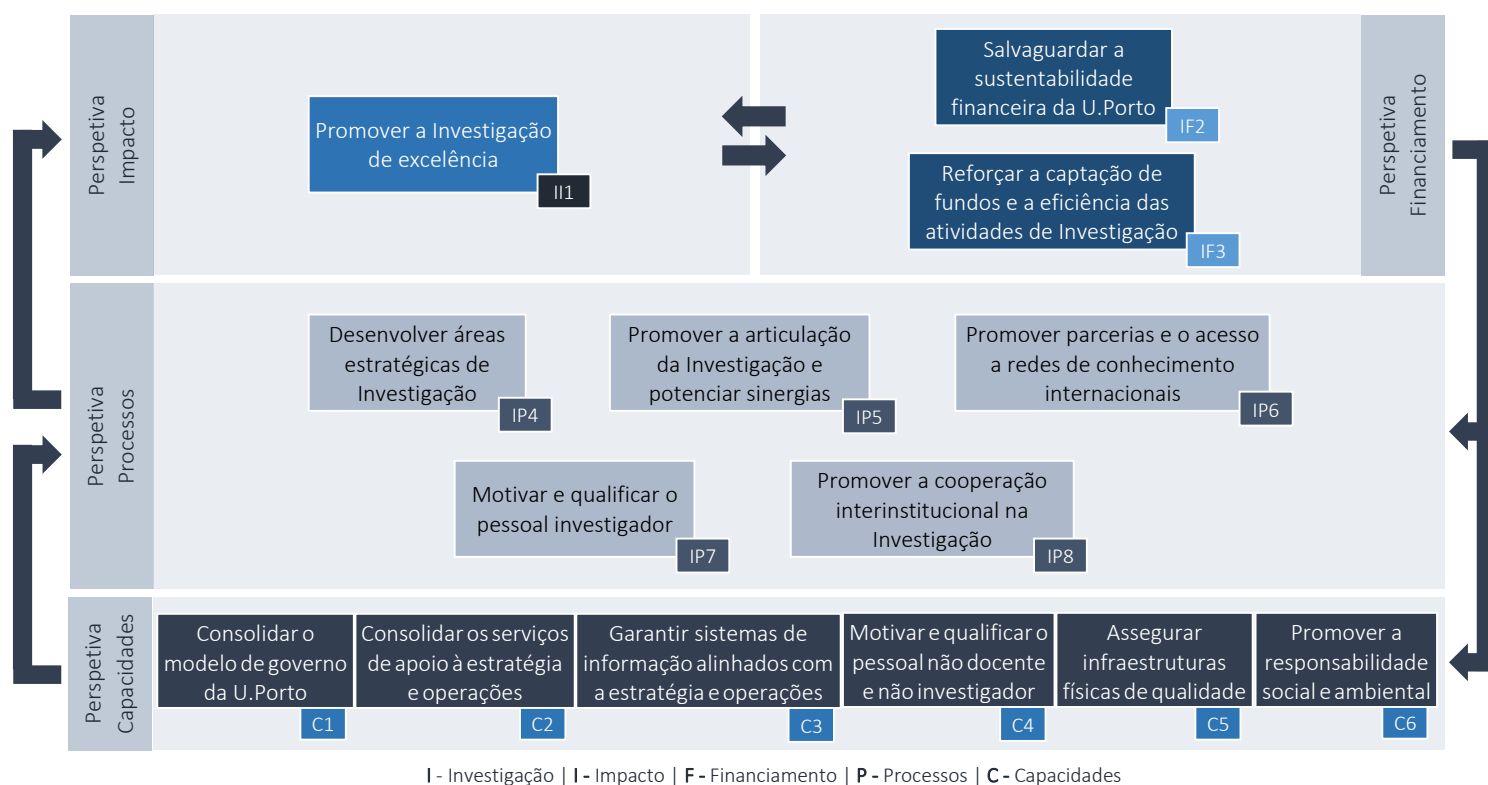 Perspetiva
Impacto
Promover a Investigação
de excelência
II1
Salvaguardar a
sustentabilidade
financeira da U.Porto
IF2
Reforçar a captação de
fundos e a eficiência das
atividades de Investigação
IF3
Perspetiva
Financiamento
Perspetiva
Processos
Desenvolver áreas
estratégicas de
Investigação
IP4
Promover a articulação
da Investigação e
potenciar sinergias
IP5
Promover parcerias e o acesso
a redes de conhecimento
internacionais
IP6
Motivar e qualificar o
pessoal investigador
IP7
Promover a cooperação
interinstitucional na
Investigação
IP8
Perspetiva
Capacidades
Consolidar o
modelo de governo
da U.Porto
C1
Consolidar os serviços
de apoio à estratégia
e operações
C2
Garantir sistemas de
informação alinhados com
a estratégia e operações
C3
Motivar e qualificar o
pessoal não docente
e não investigador
C4
Assegurar
infraestruturas
físicas de qualidade
C5
Promover a
responsabilidade
social e ambiental
C6
I - Investigação | I - Impacto | F - Financiamento | P - Processos | C - Capacidades